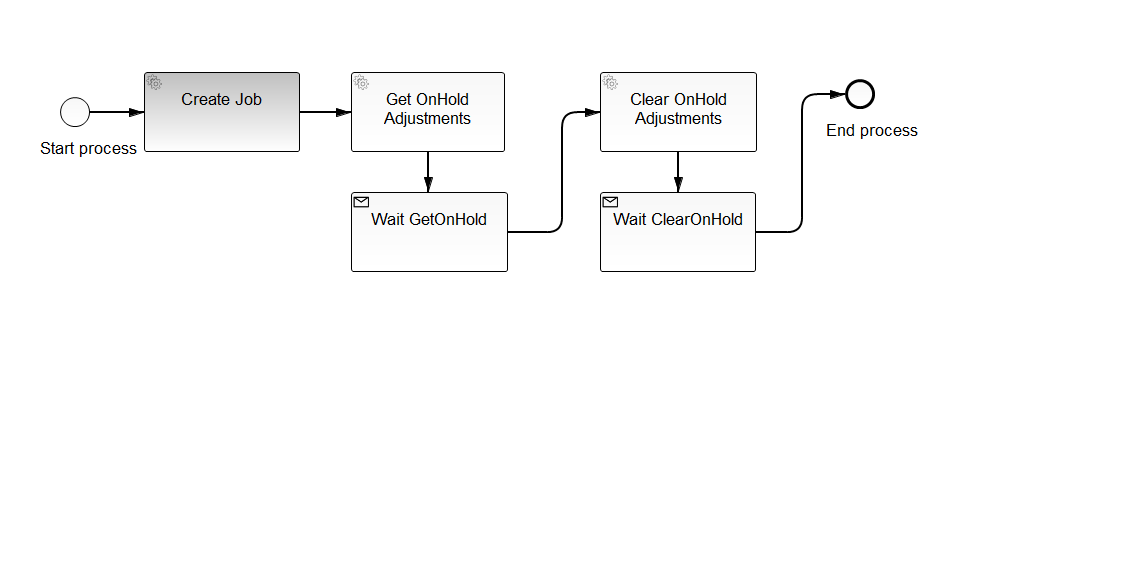 Start process
Create Job
Get OnHold
Adjustments
Wait GetOnHold
Clear OnHold
Adjustments
Wait ClearOnHold
End process